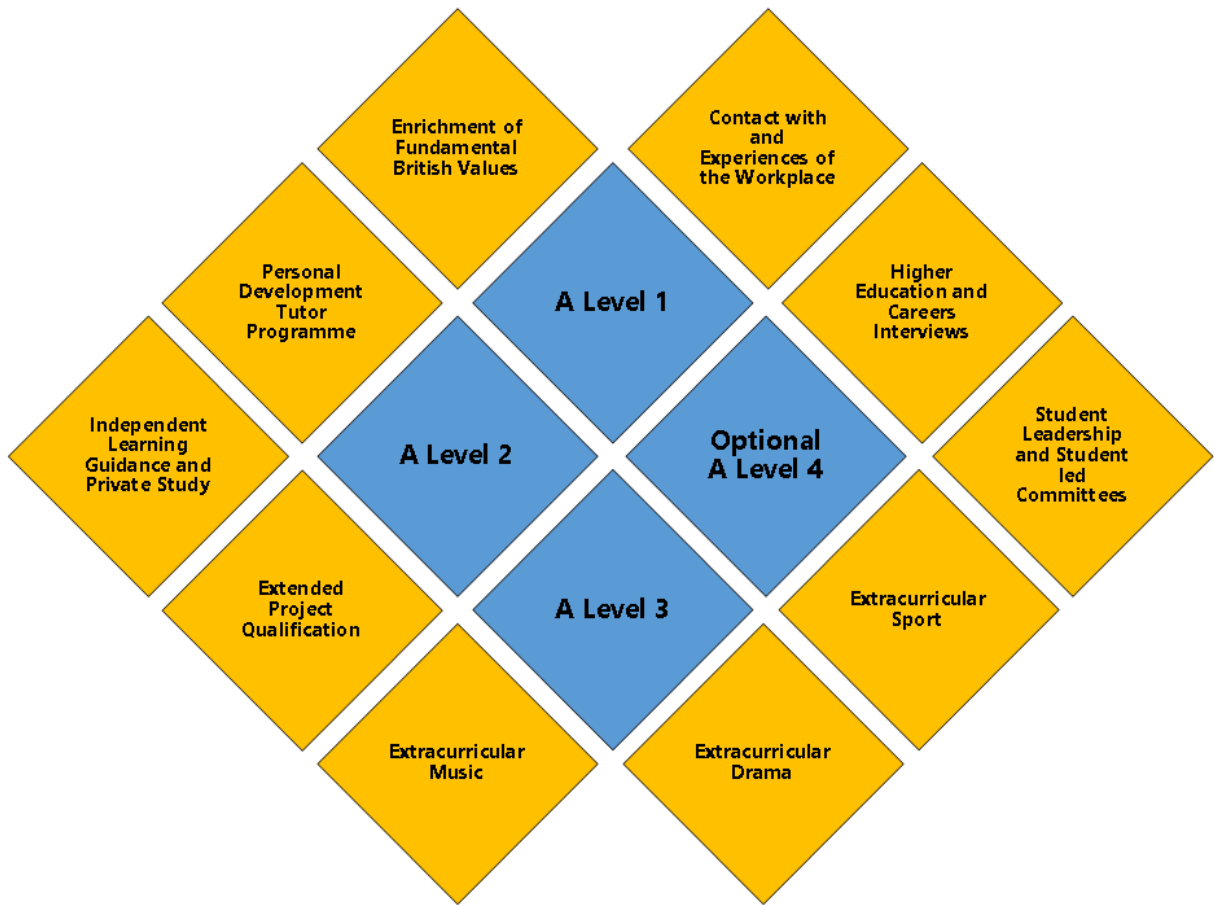 Enrichment of
Fundamental
British Values
Contact with
and
Experiences of
the Workplace
Personal
Development
Tutor
Programme
A Level 1
Higher
Education and
Careers
Interviews
Independent
Learning
Guidance and
Private Study
A Level 2
Optional
A Level 4
Student
Leadership
and Student
led
Committees
Extended
Project
Qualification
A Level 3
Extracurricular
Sport
Extracurricular
Music
Extracurricular
Drama